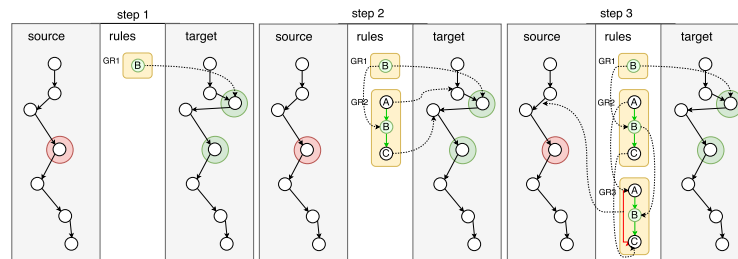 step 1
source
rules
target
GR1
B
step 2
source
rules
target
GR1
B
GR2
A
B
C
step 3
source
rules
target
GR1
B
GR2
A
B
C
GR3
A
B
C